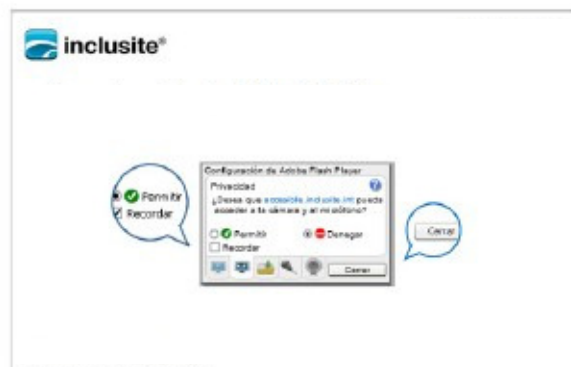 inclusite®
Permitir
Recordar
Configuración de Adobe Flash Player
Privacidad
¿Desea que accessible.inclusite.int pueda
acceder a la cámara y al micrófono?
Permitir Denegar
Recordar
Cerrar
Cerrar